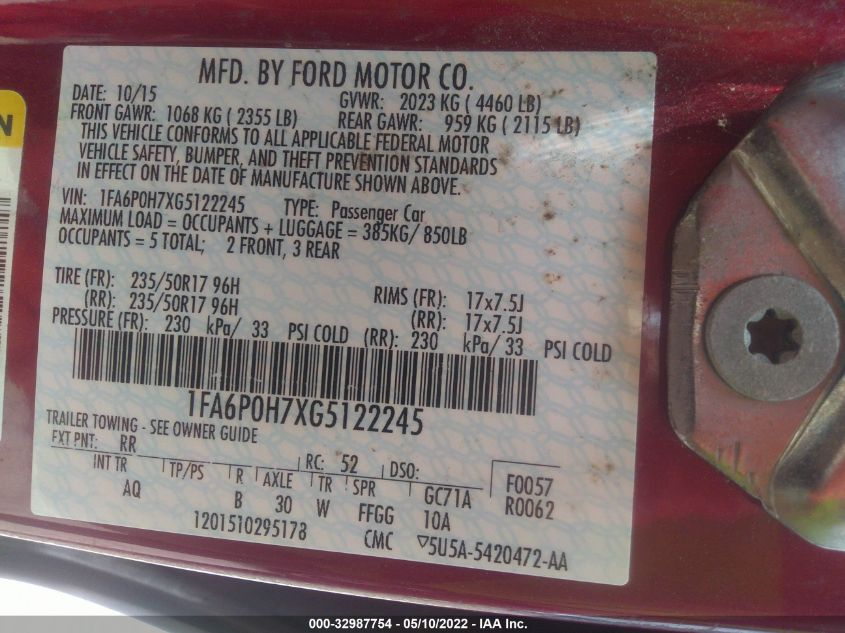 MFD. BY FORD MOTOR CO.
DATE: 10/15 GVWR: 2023 KG ( 4460 LB)
FRONT GAWR: 1068 KG ( 2355 LB) REAR GAWR: 959 KG ( 2115 LB)
THIS VEHICLE CONFORMS TO ALL APPLICABLE FEDERAL MOTOR
VEHICLE SAFETY, BUMPER, AND THEFT PREVENTION STANDARDS
IN EFFECT ON THE DATE OF MANUFACTURE SHOWN ABOVE.
VIN: 1FA6P0H7XG5122245 TYPE: Passenger Car
MAXIMUM LOAD = OCCUPANTS + LUGGAGE = 385KG/ 850LB
OCCUPANTS = 5 TOTAL; 2 FRONT, 3 REAR
TIRE (FR): 235/50R17 96H RIMS (FR): 17x7.5J
(RR): 235/50R17 96H (RR): 17x7.5J
PRESSURE (FR): 230 kPa/ 33 PSI COLD (RR): 230 kPa/ 33 PSI COLD
1FA6P0H7XG5122245
TRAILER TOWING - SEE OWNER GUIDE
EXT PNT: RR RC: 52 DSO: F0057
INT TR TP/PS R AXLE TR SPR GC71A R0062
AQ B 30 W FFGG 10A
1201510295178 CMC ▽5U5A-5420472-AA
N
000-32987754 - 05/10/2022 - IAA Inc.